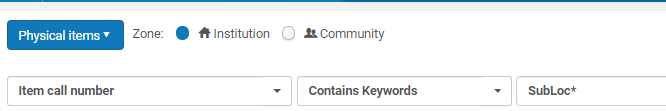 Physical items Zone: Institution Community
Item call number Contains Keywords SubLoc*